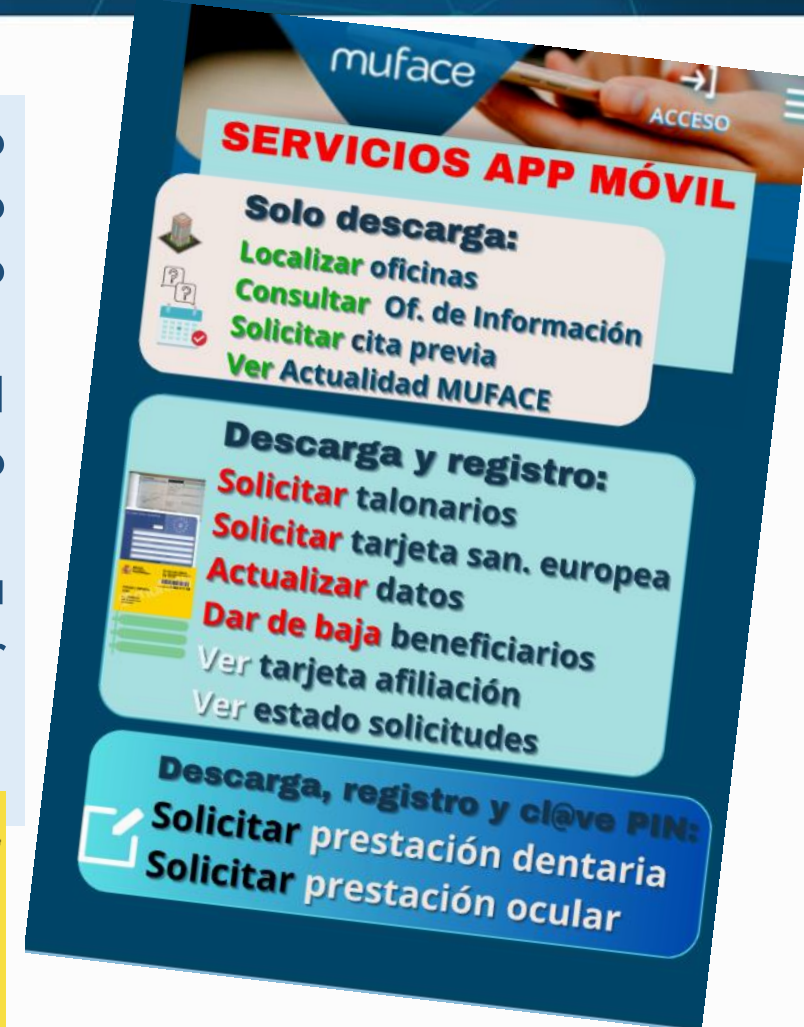 muface
ACCESO
SERVICIOS APP MÓVIL
Solo descarga:
Localizar oficinas
Consultar Of. de Información
Solicitar cita previa
Ver Actualidad MUFACE
Descarga y registro:
Solicitar talonarios
Solicitar tarjeta san. europea
Actualizar datos
Dar de baja beneficiarios
Ver tarjeta afiliación
Ver estado solicitudes
Descarga, registro y cl@ve PIN:
Solicitar prestación dentaria
Solicitar prestación ocular